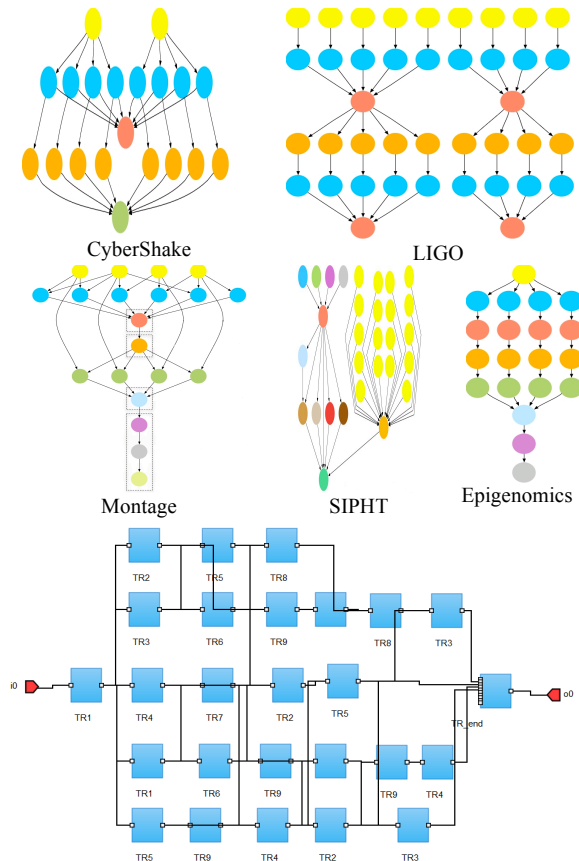 CyberShake LIGO
Montage SIPHT Epigenomics
TR2 TR5 TR8
TR3 TR6 TR9 TR8 TR3
i0 TR1 TR4 TR7 TR2 TR5 TR_end o0
TR1 TR6 TR9 TR2 TR9 TR4
TR5 TR9 TR4 TR2 TR3